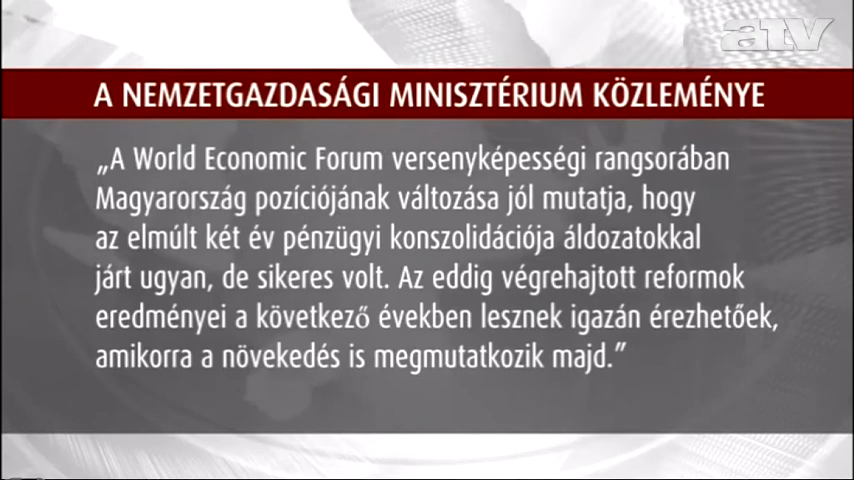 atv
A NEMZETGAZDASÁGI MINISZTÉRIUM KÖZLEMÉNYE
„A World Economic Forum versenyképességi rangsorában
Magyarország pozíciójának változása jól mutatja, hogy
az elmúlt két év pénzügyi konszolidációja áldozatokkal
járt ugyan, de sikeres volt. Az eddig végrehajtott reformok
eredményei a következő években lesznek igazán érezhetőek,
amikorra a növekedés is megmutatkozik majd.”